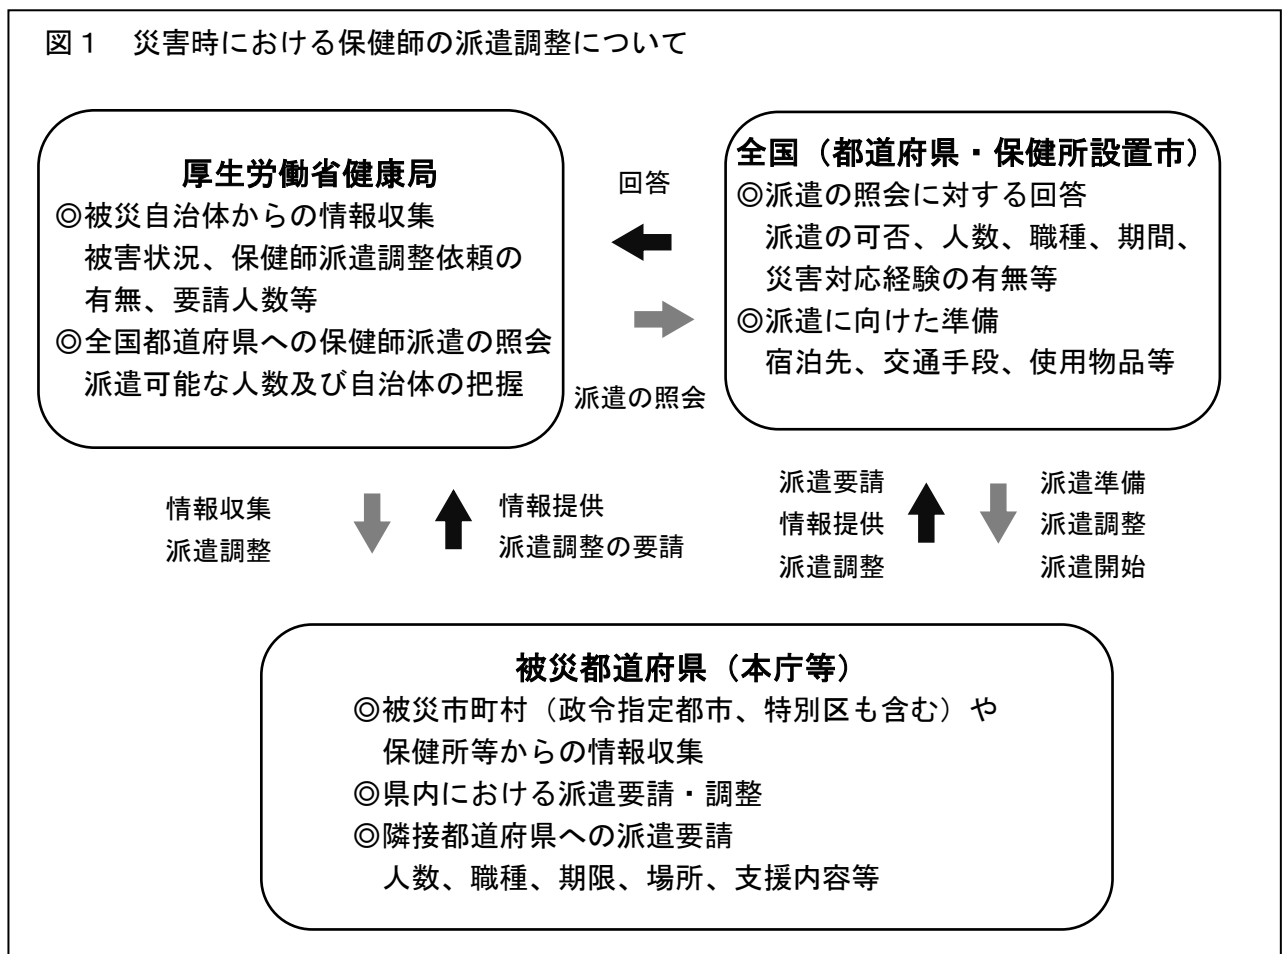 図１　災害時における保健師の派遣調整について
厚生労働省健康局
◎被災自治体からの情報収集
被害状況、保健師派遣調整依頼の
有無、要請人数等
◎全国都道府県への保健師派遣の照会
派遣可能な人数及び自治体の把握
回答
派遣の照会
全国（都道府県・保健所設置市）
◎派遣の照会に対する回答
派遣の可否、人数、職種、期間、
災害対応経験の有無等
◎派遣に向けた準備
宿泊先、交通手段、使用物品等
情報収集
派遣調整
情報提供
派遣調整の要請
派遣要請
情報提供
派遣調整
派遣準備
派遣調整
派遣開始
被災都道府県（本庁等）
◎被災市町村（政令指定都市、特別区も含む）や
保健所等からの情報収集
◎県内における派遣要請・調整
◎隣接都道府県への派遣要請
人数、職種、期限、場所、支援内容等